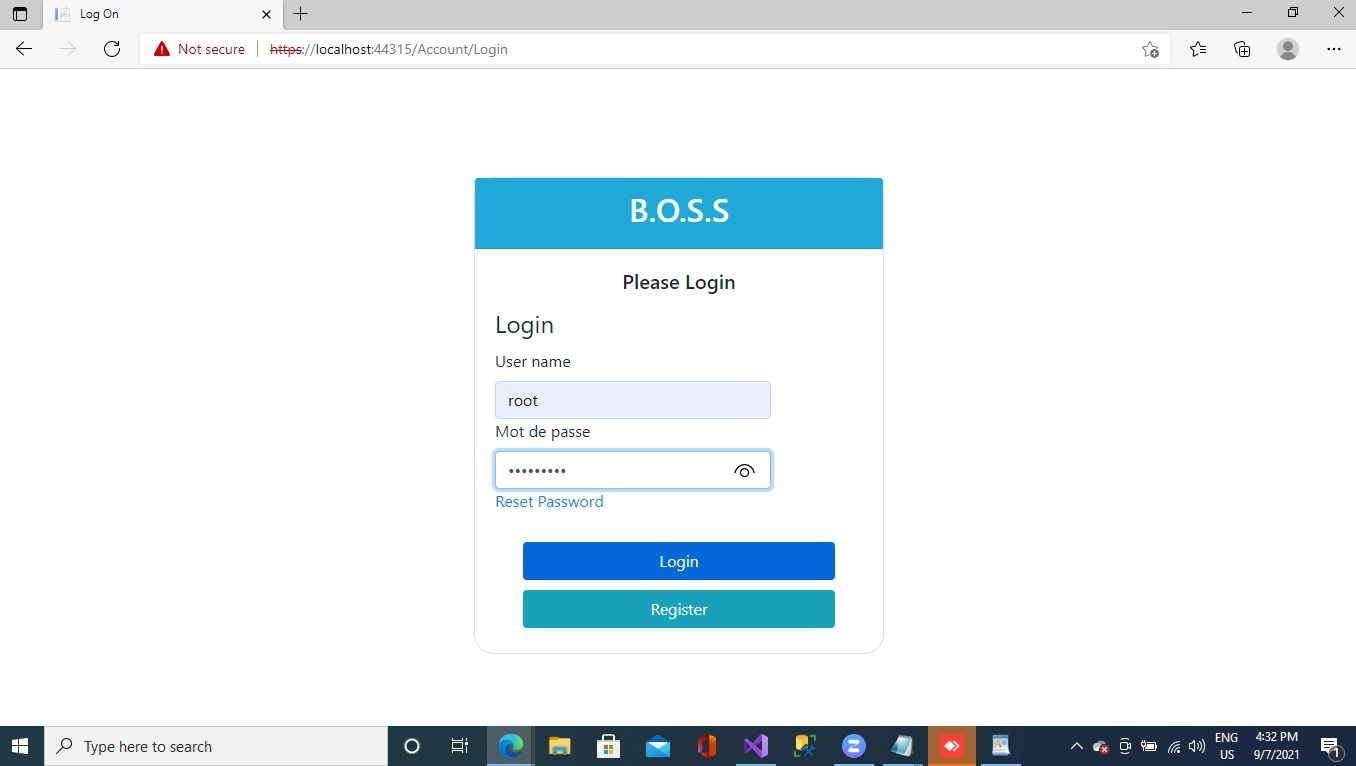 Log On
Not secure https://localhost:44315/Account/Login
B.O.S.S
Please Login
Login
User name
root
Mot de passe
•••••••••
Reset Password
Login
Register
Type here to search
ENG
US
4:32 PM
9/7/2021
1